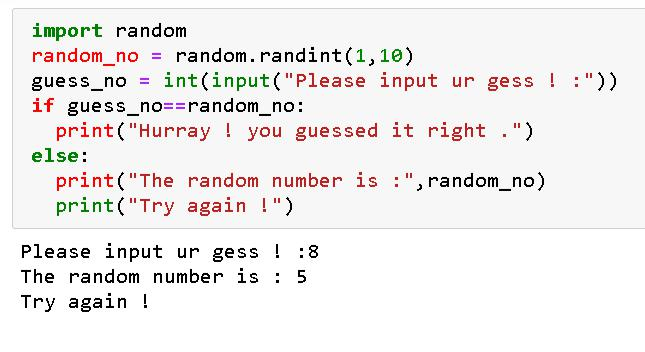 import random
random_no = random.randint(1,10)
guess_no = int(input("Please input ur gess ! :"))
if guess_no==random_no:
  print("Hurray ! you guessed it right .")
else:
  print("The random number is :",random_no)
  print("Try again !")
Please input ur gess ! :8
The random number is : 5
Try again !